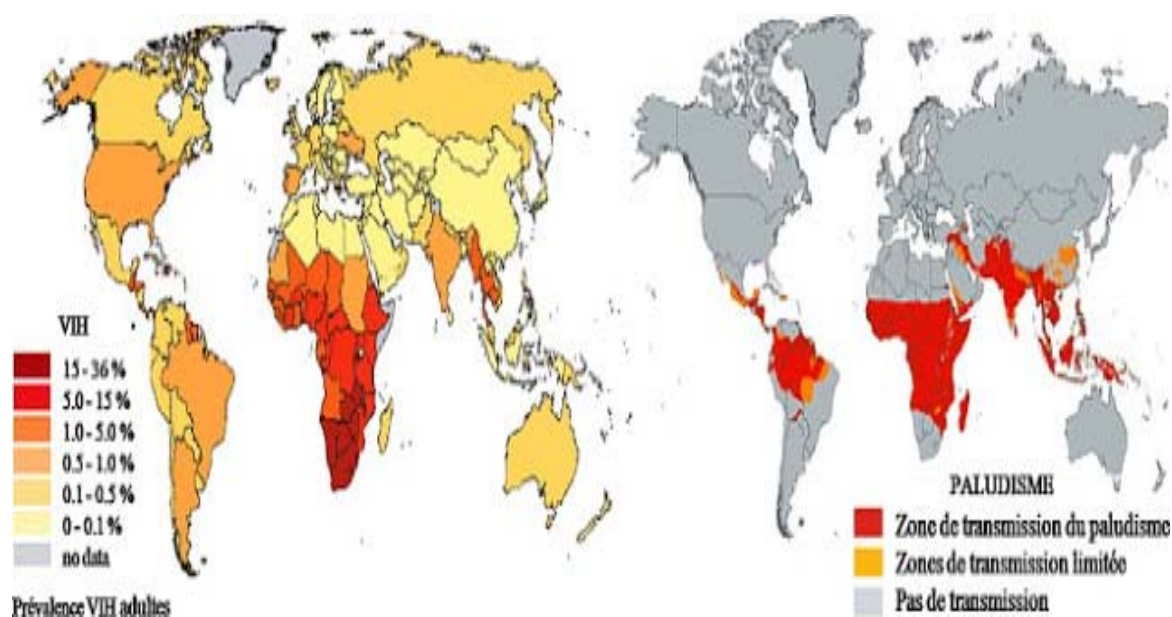 VIH
15 - 36 %
5.0 - 15 %
1.0 - 5.0 %
0.5 - 1.0 %
0.1 - 0.5 %
0 - 0.1 %
no data
Prévalence VIH adultes
PALUDISME
Zone de transmission du paludisme
Zones de transmission limitée
Pas de transmission